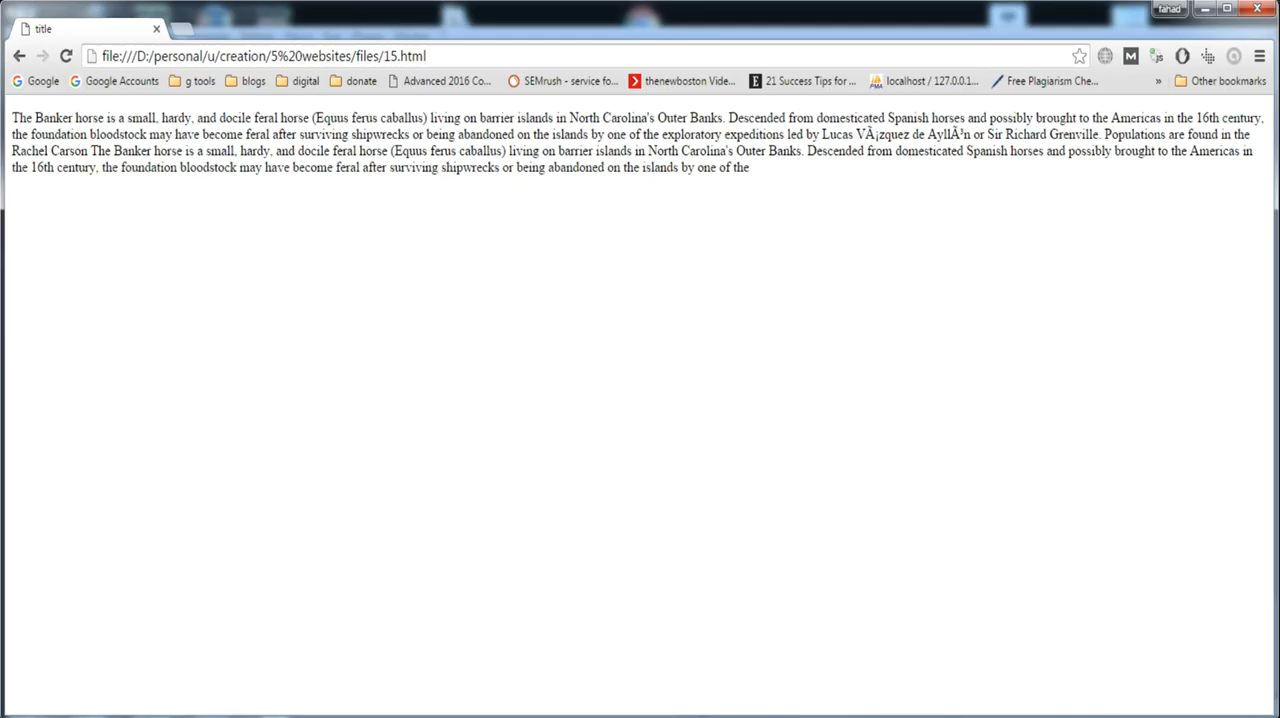 fahad
title
file:///D:/personal/u/creation/5%20websites/files/15.html
Google Google Accounts g tools blogs digital donate Advanced 2016 Co... SEMrush - service fo... thenewboston Vide... 21 Success Tips for ... localhost / 127.0.0.1... Free Plagiarism Che... » Other bookmarks
The Banker horse is a small, hardy, and docile feral horse (Equus ferus caballus) living on barrier islands in North Carolina's Outer Banks. Descended from domesticated Spanish horses and possibly brought to the Americas in the 16th century,
the foundation bloodstock may have become feral after surviving shipwrecks or being abandoned on the islands by one of the exploratory expeditions led by Lucas VÃ¡zquez de AyllÃ³n or Sir Richard Grenville. Populations are found in the
Rachel Carson The Banker horse is a small, hardy, and docile feral horse (Equus ferus caballus) living on barrier islands in North Carolina's Outer Banks. Descended from domesticated Spanish horses and possibly brought to the Americas in
the 16th century, the foundation bloodstock may have become feral after surviving shipwrecks or being abandoned on the islands by one of the